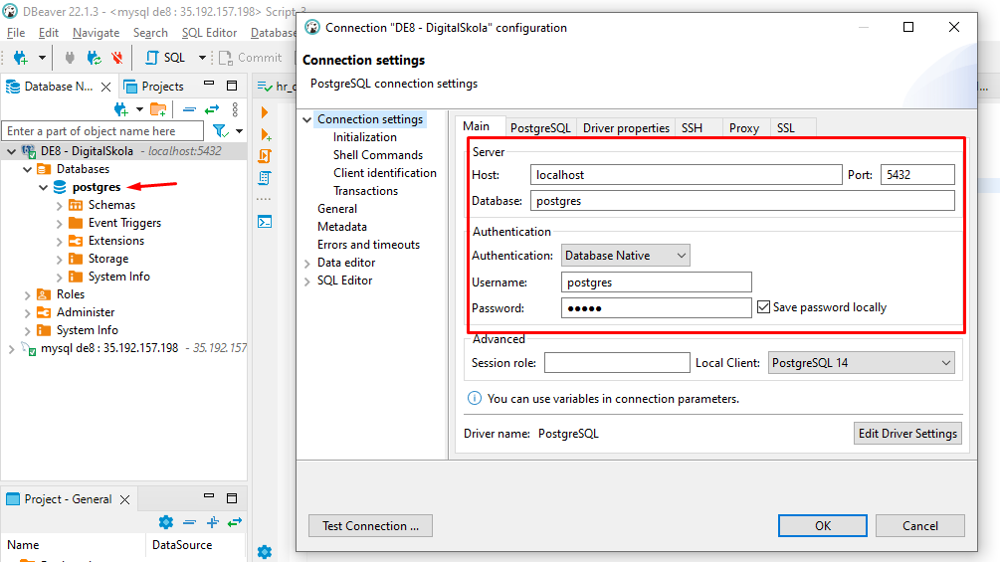 DBeaver 22.1.3 - <mysql de8 : 35.192.157.198> Script-3
File Edit Navigate Search SQL Editor Database
SQL Commit
Database N... Projects
Enter a part of object name here
DE8 - DigitalSkola - localhost:5432
Databases
postgres
Schemas
Event Triggers
Extensions
Storage
System Info
Roles
Administer
System Info
mysql de8 : 35.192.157.198 - 35.192.157
Project - General
Name DataSource
Connection "DE8 - DigitalSkola" configuration
Connection settings
PostgreSQL connection settings
Connection settings
Initialization
Shell Commands
Client identification
Transactions
General
Metadata
Errors and timeouts
Data editor
SQL Editor
Main PostgreSQL Driver properties SSH Proxy SSL
Server
Host: localhost Port: 5432
Database: postgres
Authentication
Authentication: Database Native
Username: postgres
Password: ●●●●● Save password locally
Advanced
Session role: Local Client: PostgreSQL 14
You can use variables in connection parameters.
Driver name: PostgreSQL Edit Driver Settings
Test Connection ... OK Cancel